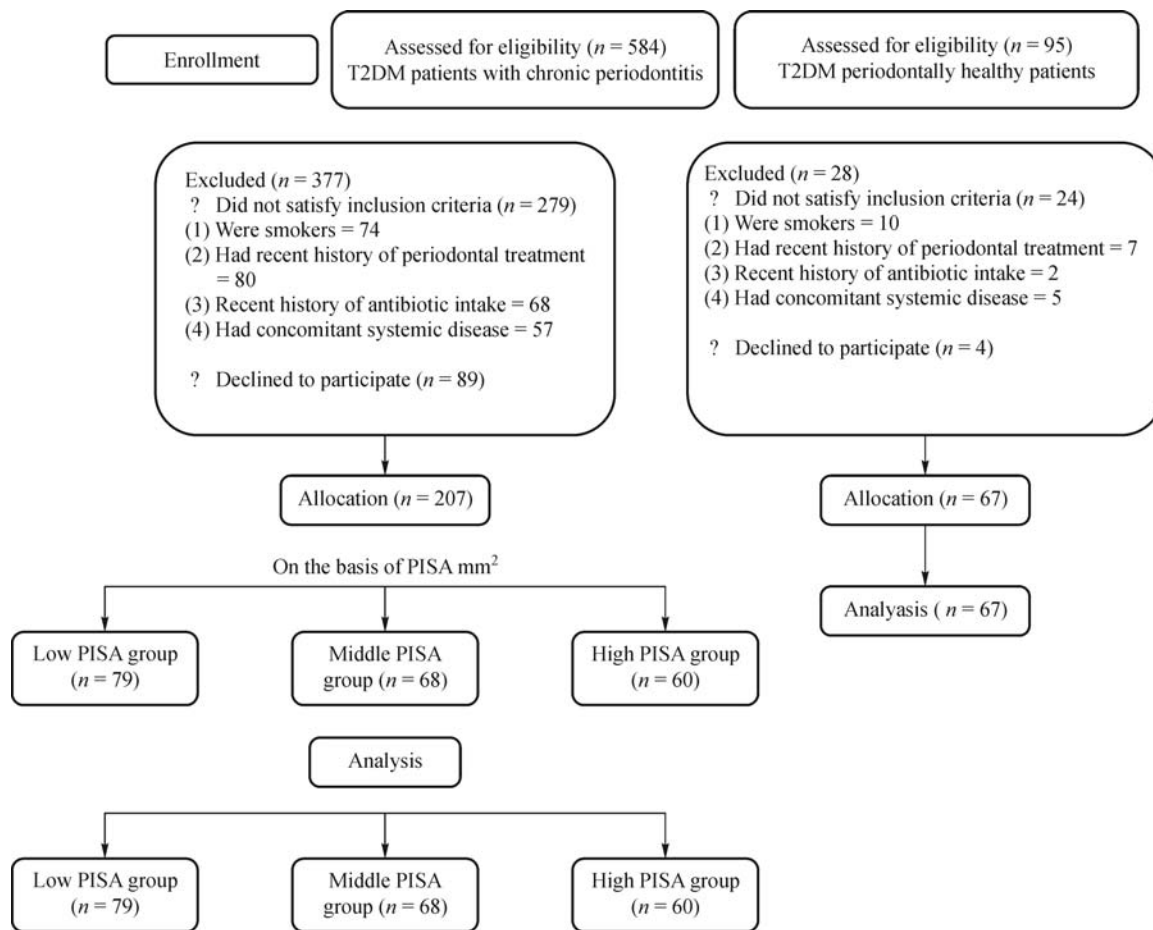 Enrollment
Assessed for eligibility (n = 584)
T2DM patients with chronic periodontitis
Assessed for eligibility (n = 95)
T2DM periodontally healthy patients
Excluded (n = 377)
? Did not satisfy inclusion criteria (n = 279)
(1) Were smokers = 74
(2) Had recent history of periodontal treatment
= 80
(3) Recent history of antibiotic intake = 68
(4) Had concomitant systemic disease = 57
? Declined to participate (n = 89)
Excluded (n = 28)
? Did not satisfy inclusion criteria (n = 24)
(1) Were smokers = 10
(2) Had recent history of periodontal treatment = 7
(3) Recent history of antibiotic intake = 2
(4) Had concomitant systemic disease = 5
? Declined to participate (n = 4)
Allocation (n = 207)
Allocation (n = 67)
On the basis of PISA mm²
Analyasis ( n = 67)
Low PISA group
(n = 79)
Middle PISA
group (n = 68)
High PISA group
(n = 60)
Analysis
Low PISA group
(n = 79)
Middle PISA
group (n = 68)
High PISA group
(n = 60)